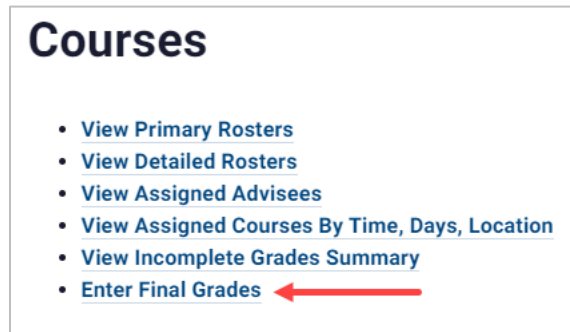 Courses
View Primary Rosters
View Detailed Rosters
View Assigned Advisees
View Assigned Courses By Time, Days, Location
View Incomplete Grades Summary
Enter Final Grades